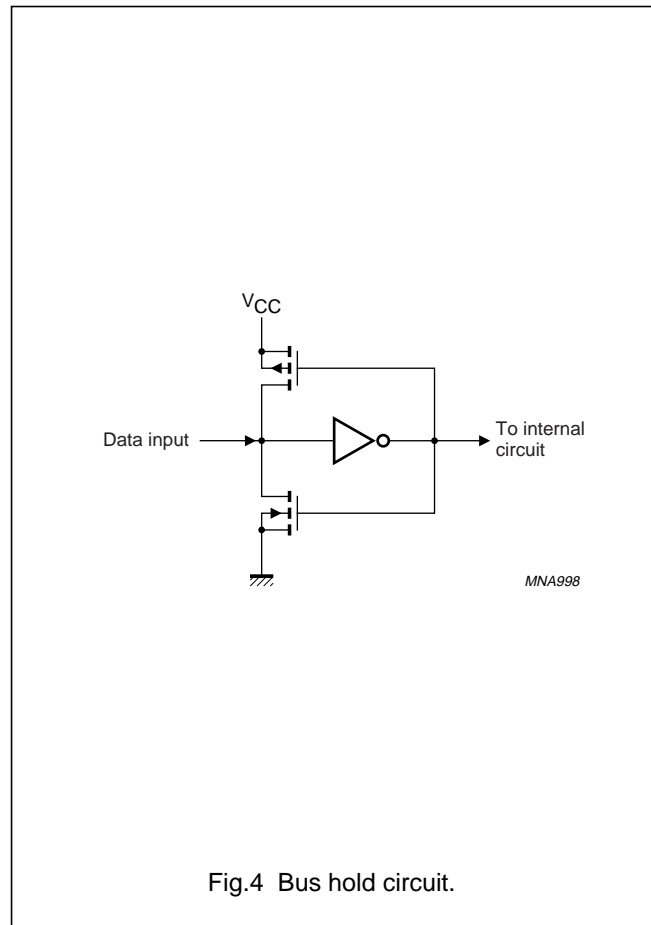 VCC
Data input
To internal
circuit
MNA998
Fig.4 Bus hold circuit.